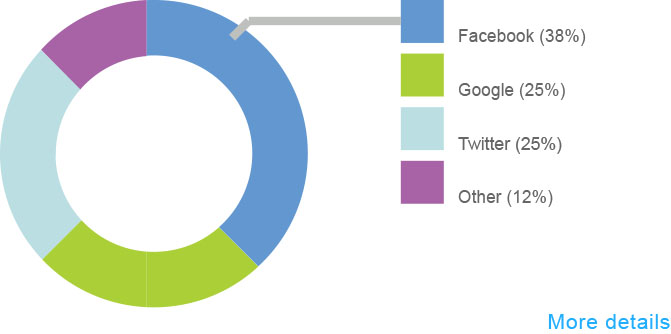 Facebook (38%)
Google (25%)
Twitter (25%)
Other (12%)
More details